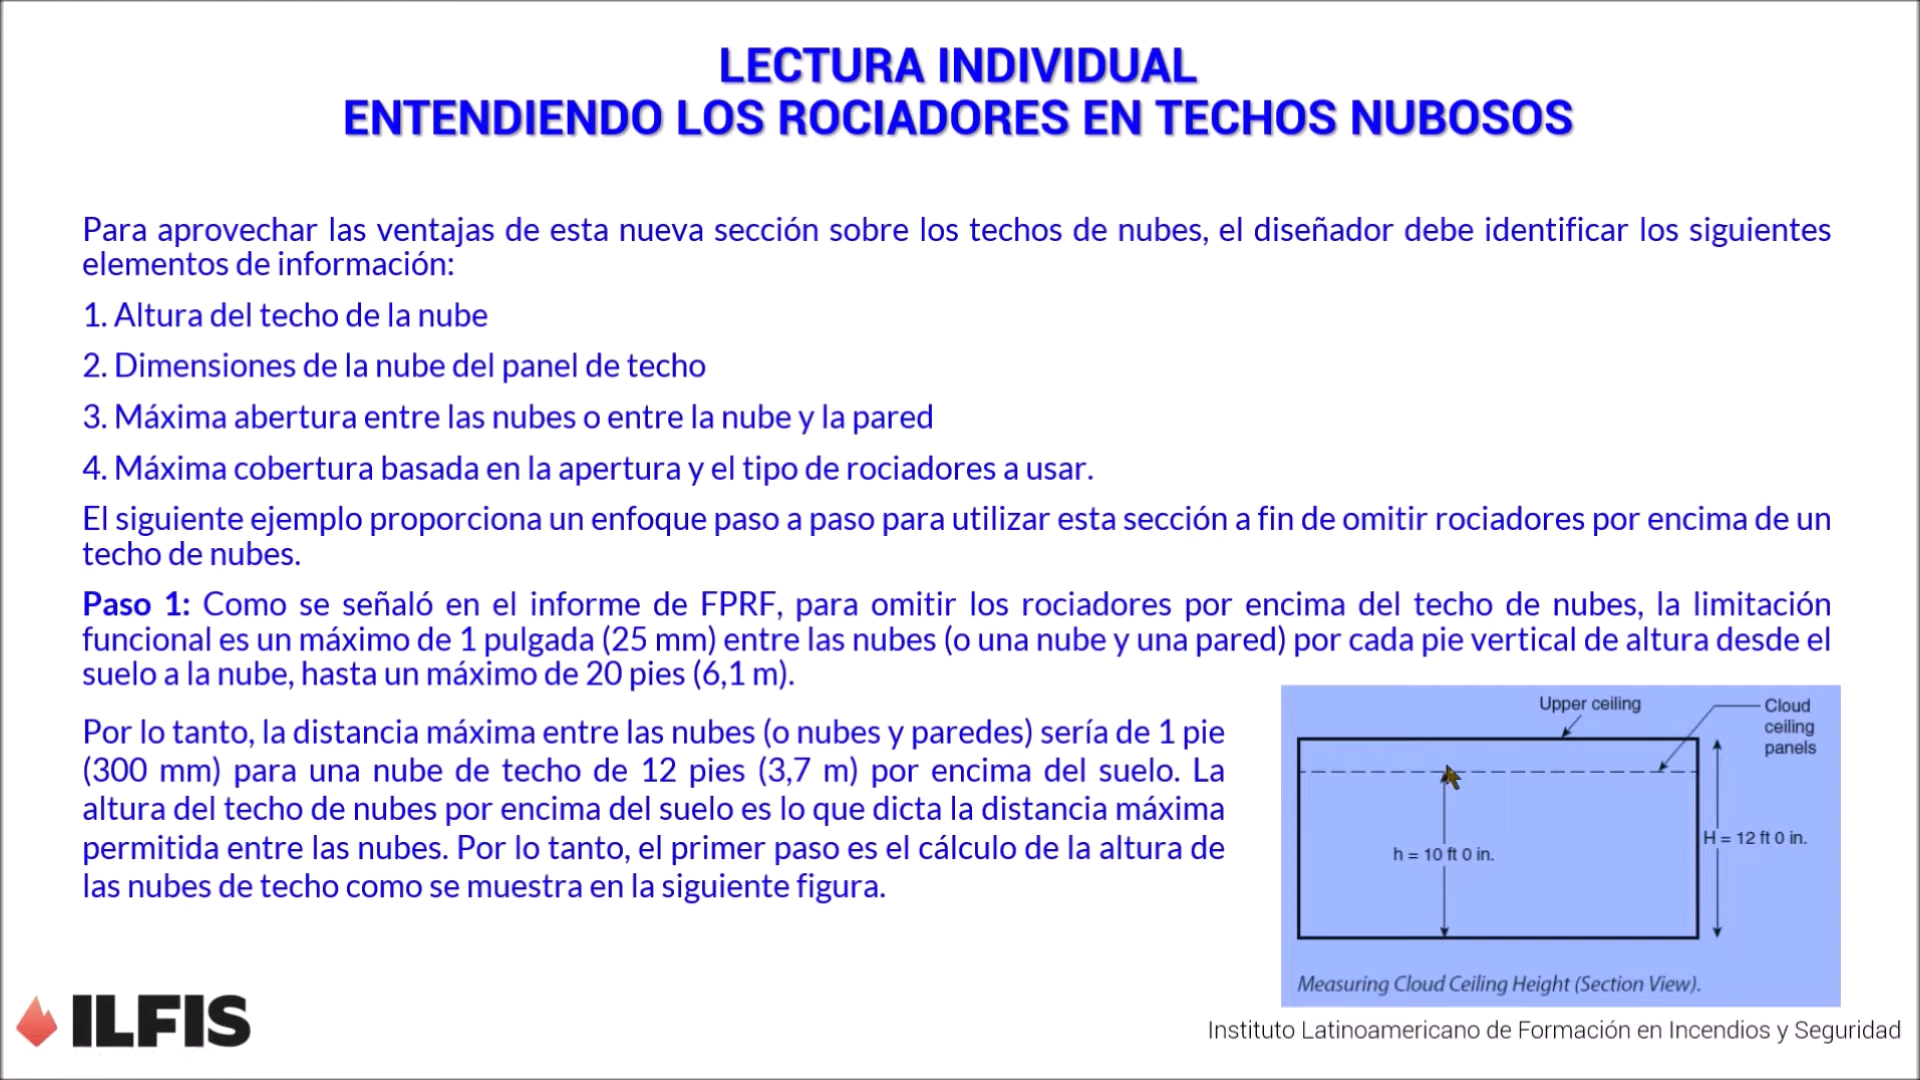 LECTURA INDIVIDUAL
ENTENDIENDO LOS ROCIADORES EN TECHOS NUBOSOS
Para aprovechar las ventajas de esta nueva sección sobre los techos de nubes, el diseñador debe identificar los siguientes
elementos de información:
1. Altura del techo de la nube
2. Dimensiones de la nube del panel de techo
3. Máxima abertura entre las nubes o entre la nube y la pared
4. Máxima cobertura basada en la apertura y el tipo de rociadores a usar.
El siguiente ejemplo proporciona un enfoque paso a paso para utilizar esta sección a fin de omitir rociadores por encima de un
techo de nubes.
Paso 1: Como se señaló en el informe de FPRF, para omitir los rociadores por encima del techo de nubes, la limitación
funcional es un máximo de 1 pulgada (25 mm) entre las nubes (o una nube y una pared) por cada pie vertical de altura desde el
suelo a la nube, hasta un máximo de 20 pies (6,1 m).
Por lo tanto, la distancia máxima entre las nubes (o nubes y paredes) sería de 1 pie
(300 mm) para una nube de techo de 12 pies (3,7 m) por encima del suelo. La
altura del techo de nubes por encima del suelo es lo que dicta la distancia máxima
permitida entre las nubes. Por lo tanto, el primer paso es el cálculo de la altura de
las nubes de techo como se muestra en la siguiente figura.
Upper ceiling
Cloud
ceiling
panels
H = 12 ft 0 in.
h = 10 ft 0 in.
Measuring Cloud Ceiling Height (Section View).
ILFIS
Instituto Latinoamericano de Formación en Incendios y Seguridad